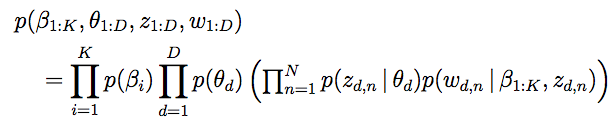 p(β_{1:K}, θ_{1:D}, z_{1:D}, w_{1:D})
= ∏_{i=1}^{K} p(β_i) ∏_{d=1}^{D} p(θ_d) (∏_{n=1}^{N} p(z_{d,n} | θ_d) p(w_{d,n} | β_{1:K}, z_{d,n}))